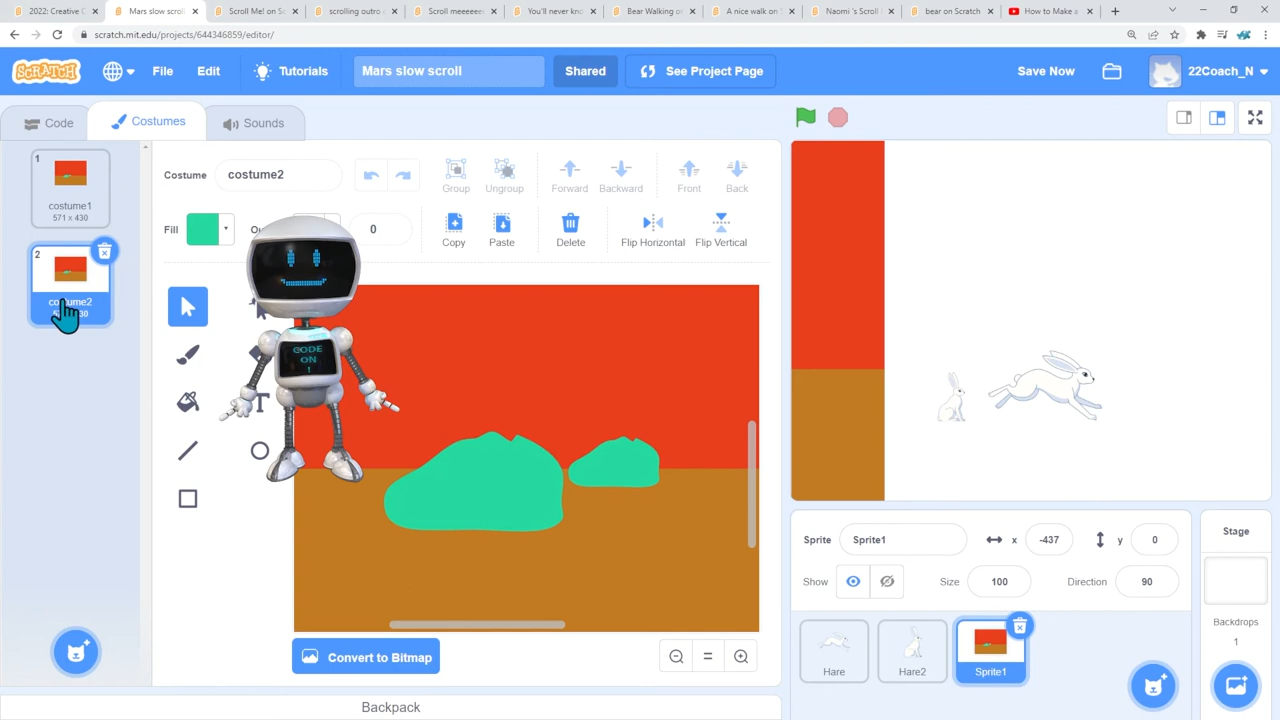 2022: Creative C
Mars slow scroll
Scroll Me! on Sc
scrolling outro c
Scroll meeeeee
You'll never kno
Bear Walking o
A nice walk on S
Naomi 's Scroll
bear on Scratch
How to Make a
scratch.mit.edu/projects/644346859/editor/
SCRATCH
File
Edit
Tutorials
Mars slow scroll
Shared
See Project Page
Save Now
22Coach_N
Code
Costumes
Sounds
1
costume1
571 x 430
2
costume2
Costume
costume2
Group
Ungroup
Forward
Backward
Front
Back
Fill
0
Copy
Paste
Delete
Flip Horizontal
Flip Vertical
CODE
ON
!
T
Convert to Bitmap
Backpack
Sprite
Sprite1
x
-437
y
0
Show
Size
100
Direction
90
Hare
Hare2
Sprite1
Stage
Backdrops
1